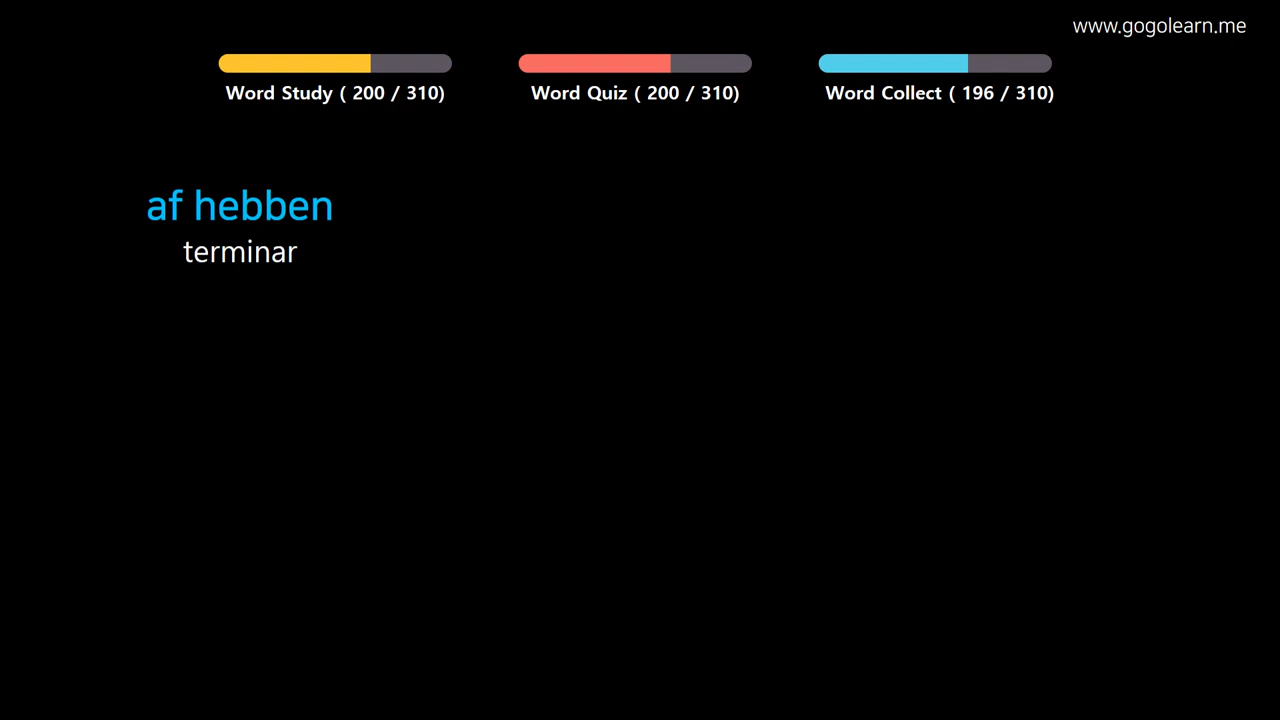 www.gogolearn.me
Word Study ( 200 / 310)
Word Quiz ( 200 / 310)
Word Collect ( 196 / 310)
af hebben
terminar